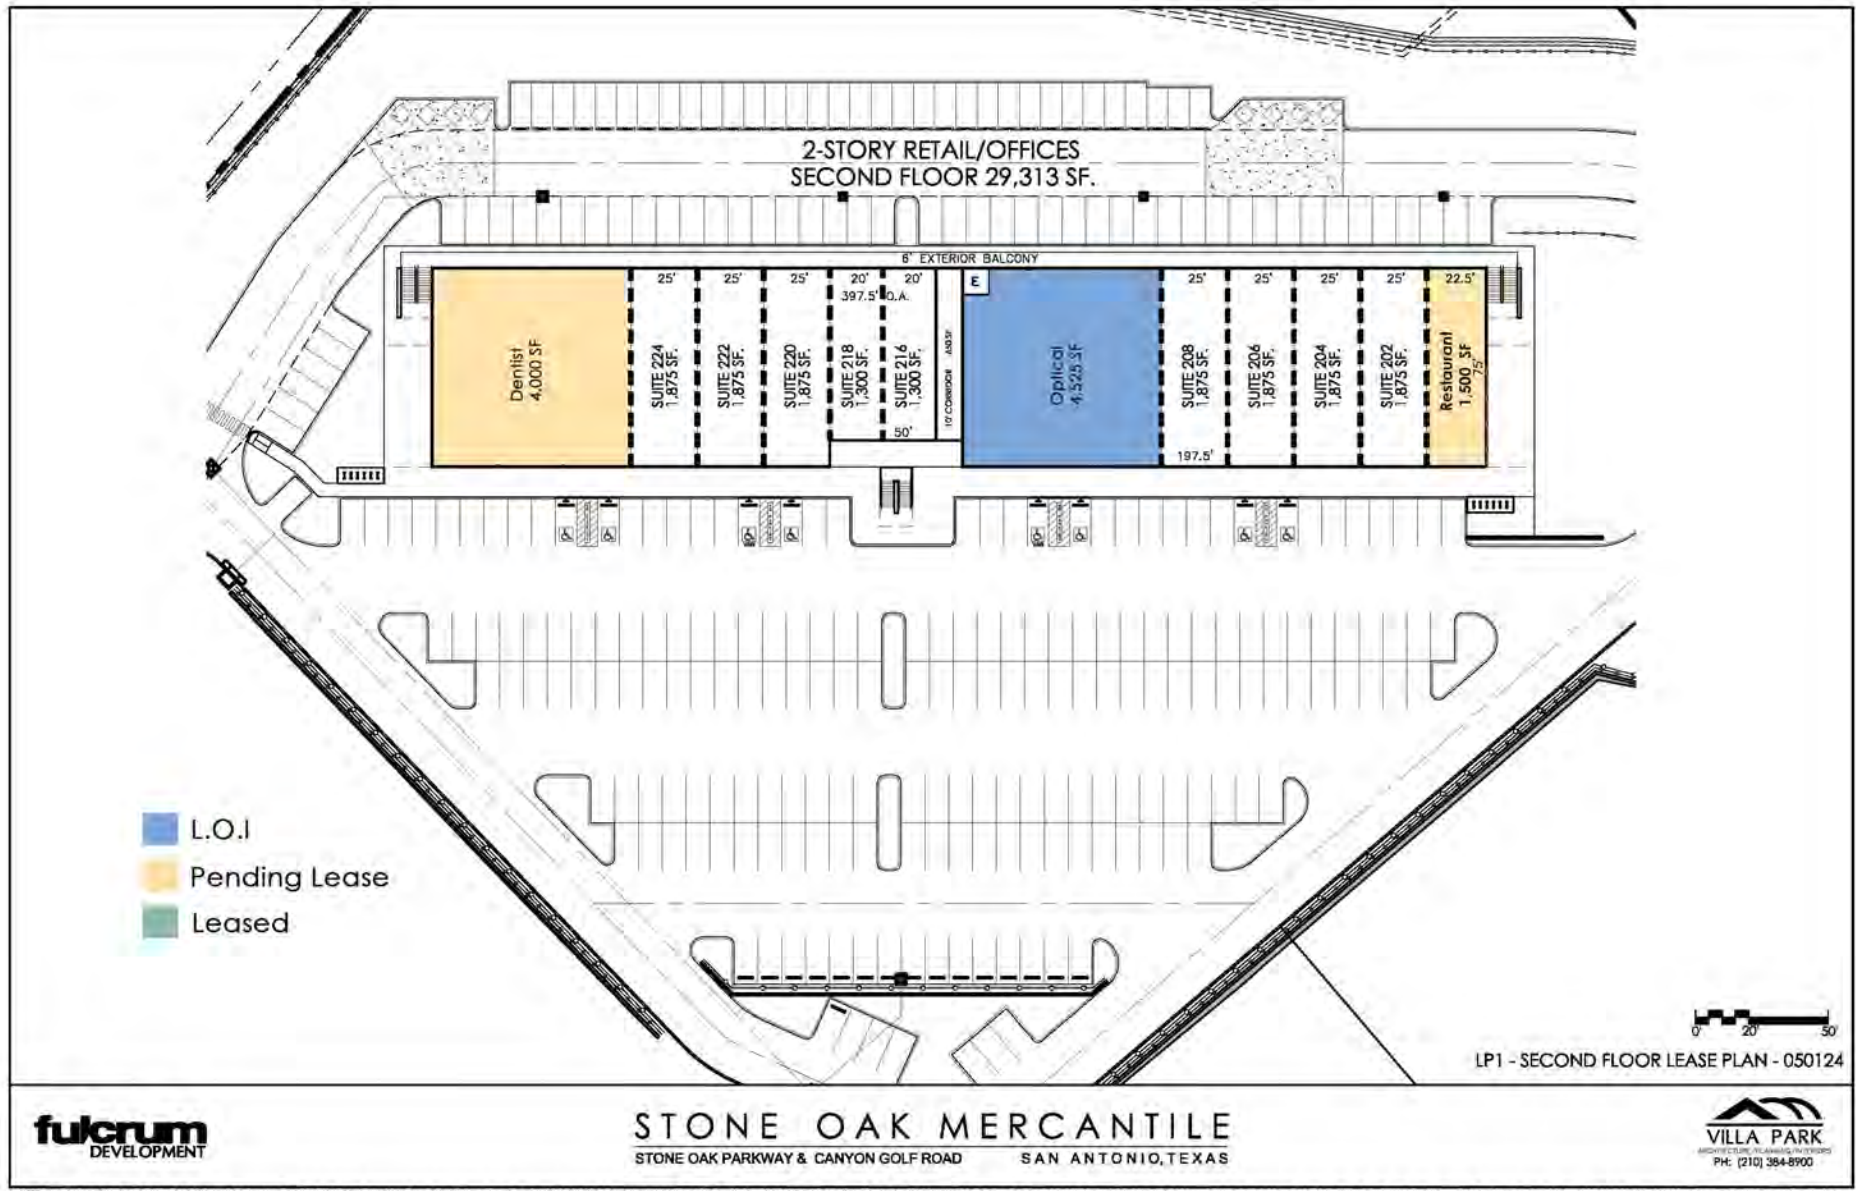 2-STORY RETAIL/OFFICES
SECOND FLOOR 29,313 SF.
6' EXTERIOR BALCONY
25'
25'
25'
20'
20'
397.5' O.A.
E
25'
25'
25'
25'
22.5'
Dentist
4,000 SF
SUITE 224
1,875 SF.
SUITE 222
1,875 SF.
SUITE 220
1,875 SF.
SUITE 218
1,300 SF.
SUITE 216
1,300 SF.
10' CORRIDOR
Optical
4,525 SF
SUITE 208
1,875 SF.
SUITE 206
1,875 SF.
SUITE 204
1,875 SF.
SUITE 202
1,875 SF.
Restaurant
1,500 SF
75'
50'
197.5'
L.O.I
Pending Lease
Leased
0' 20' 50'
LP1 - SECOND FLOOR LEASE PLAN - 050124
fulcrum
DEVELOPMENT
STONE OAK MERCANTILE
STONE OAK PARKWAY & CANYON GOLF ROAD SAN ANTONIO, TEXAS
VILLA PARK
ARCHITECTURE/PLANNING/INTERIORS
PH: (210) 384-8900